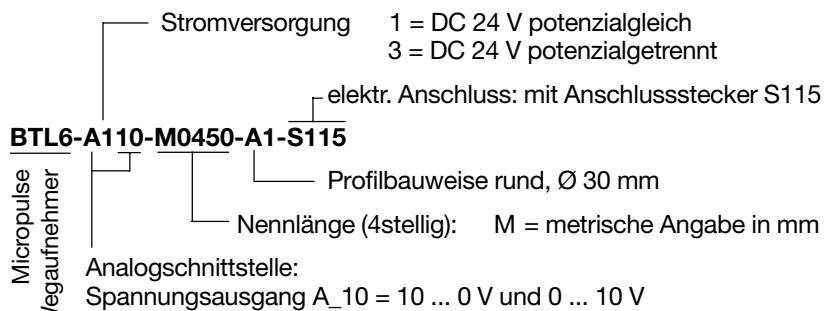 Stromversorgung 1 = DC 24 V potenzialgleich
3 = DC 24 V potenzialgetrennt
elektr. Anschluss: mit Anschlussstecker S115
BTL6-A110-M0450-A1-S115
Profilbauweise rund, Ø 30 mm
Nennlänge (4stellig): M = metrische Angabe in mm
Micropulse
Wegaufnehmer
Analogschnittstelle:
Spannungsausgang A_10 = 10 ... 0 V und 0 ... 10 V